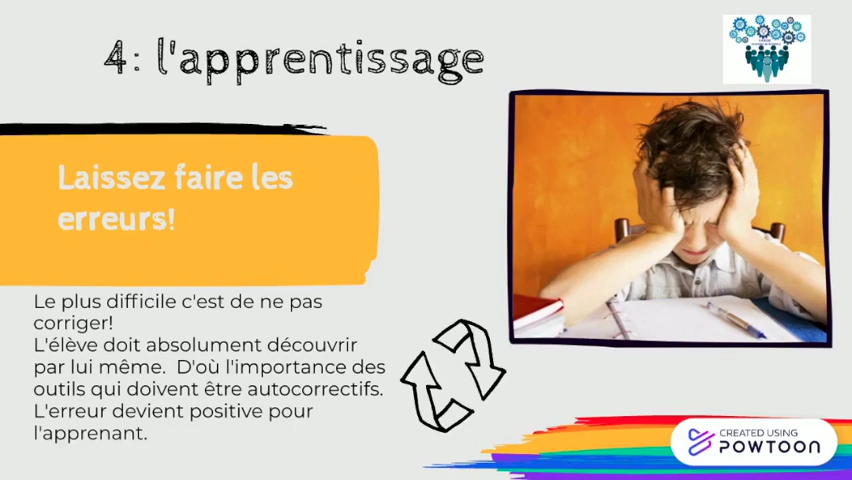 4: l'apprentissage
Laissez faire les
erreurs!
Le plus difficile c'est de ne pas
corriger!
L'élève doit absolument découvrir
par lui même.  D'où l'importance des
outils qui doivent être autocorrectifs.
L'erreur devient positive pour
l'apprenant.
CREATED USING
POWTOON